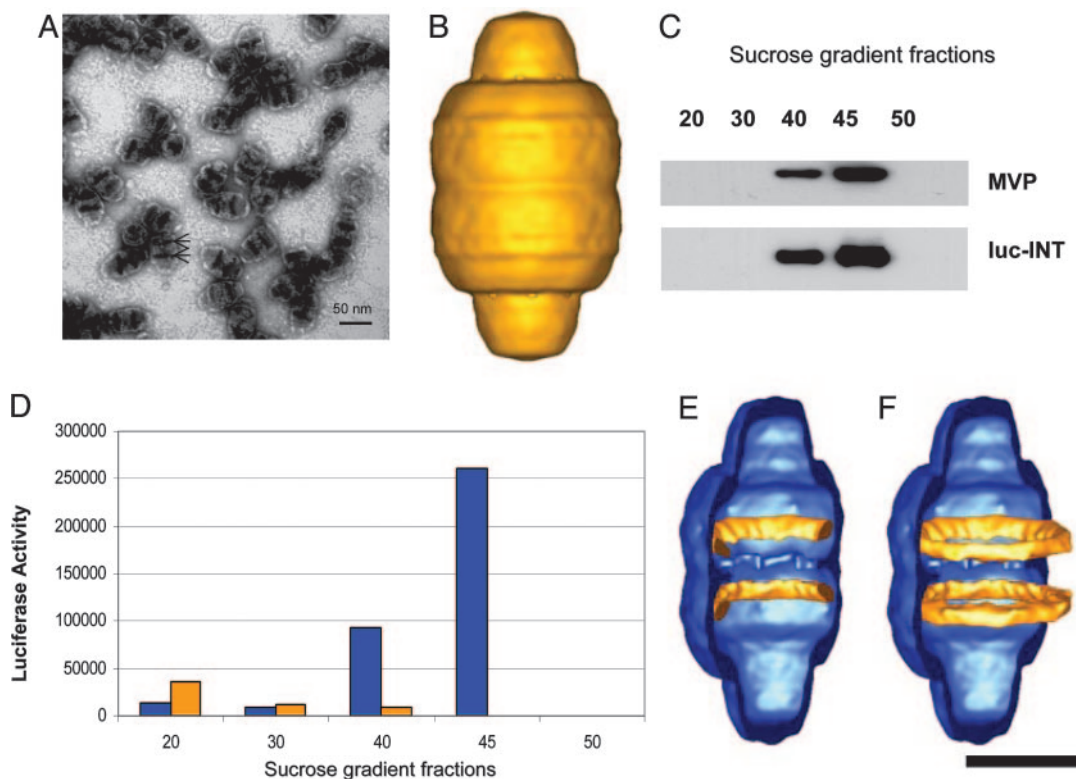 A
50 nm
B
C
Sucrose gradient fractions
20 30 40 45 50
MVP
luc-INT
D
300000
250000
200000
150000
100000
50000
0
Luciferase Activity
20 30 40 45 50
Sucrose gradient fractions
E
F